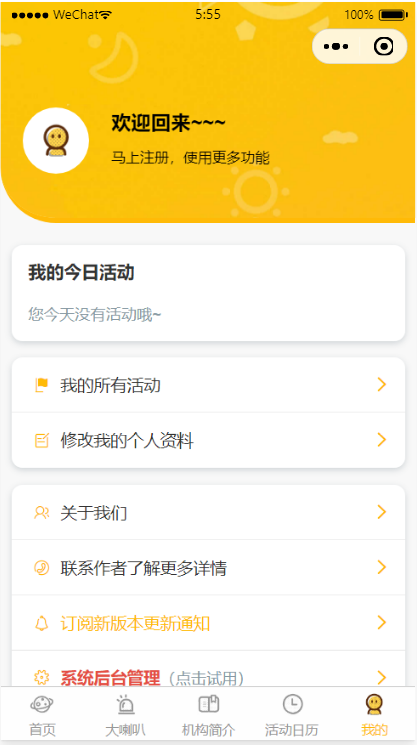 WeChat 5:55 100%
欢迎回来~~~
马上注册，使用更多功能
我的今日活动
您今天没有活动哦~
我的所有活动
修改我的个人资料
关于我们
联系作者了解更多详情
订阅新版本更新通知
系统后台管理（点击试用）
首页 大喇叭 机构简介 活动日历 我的